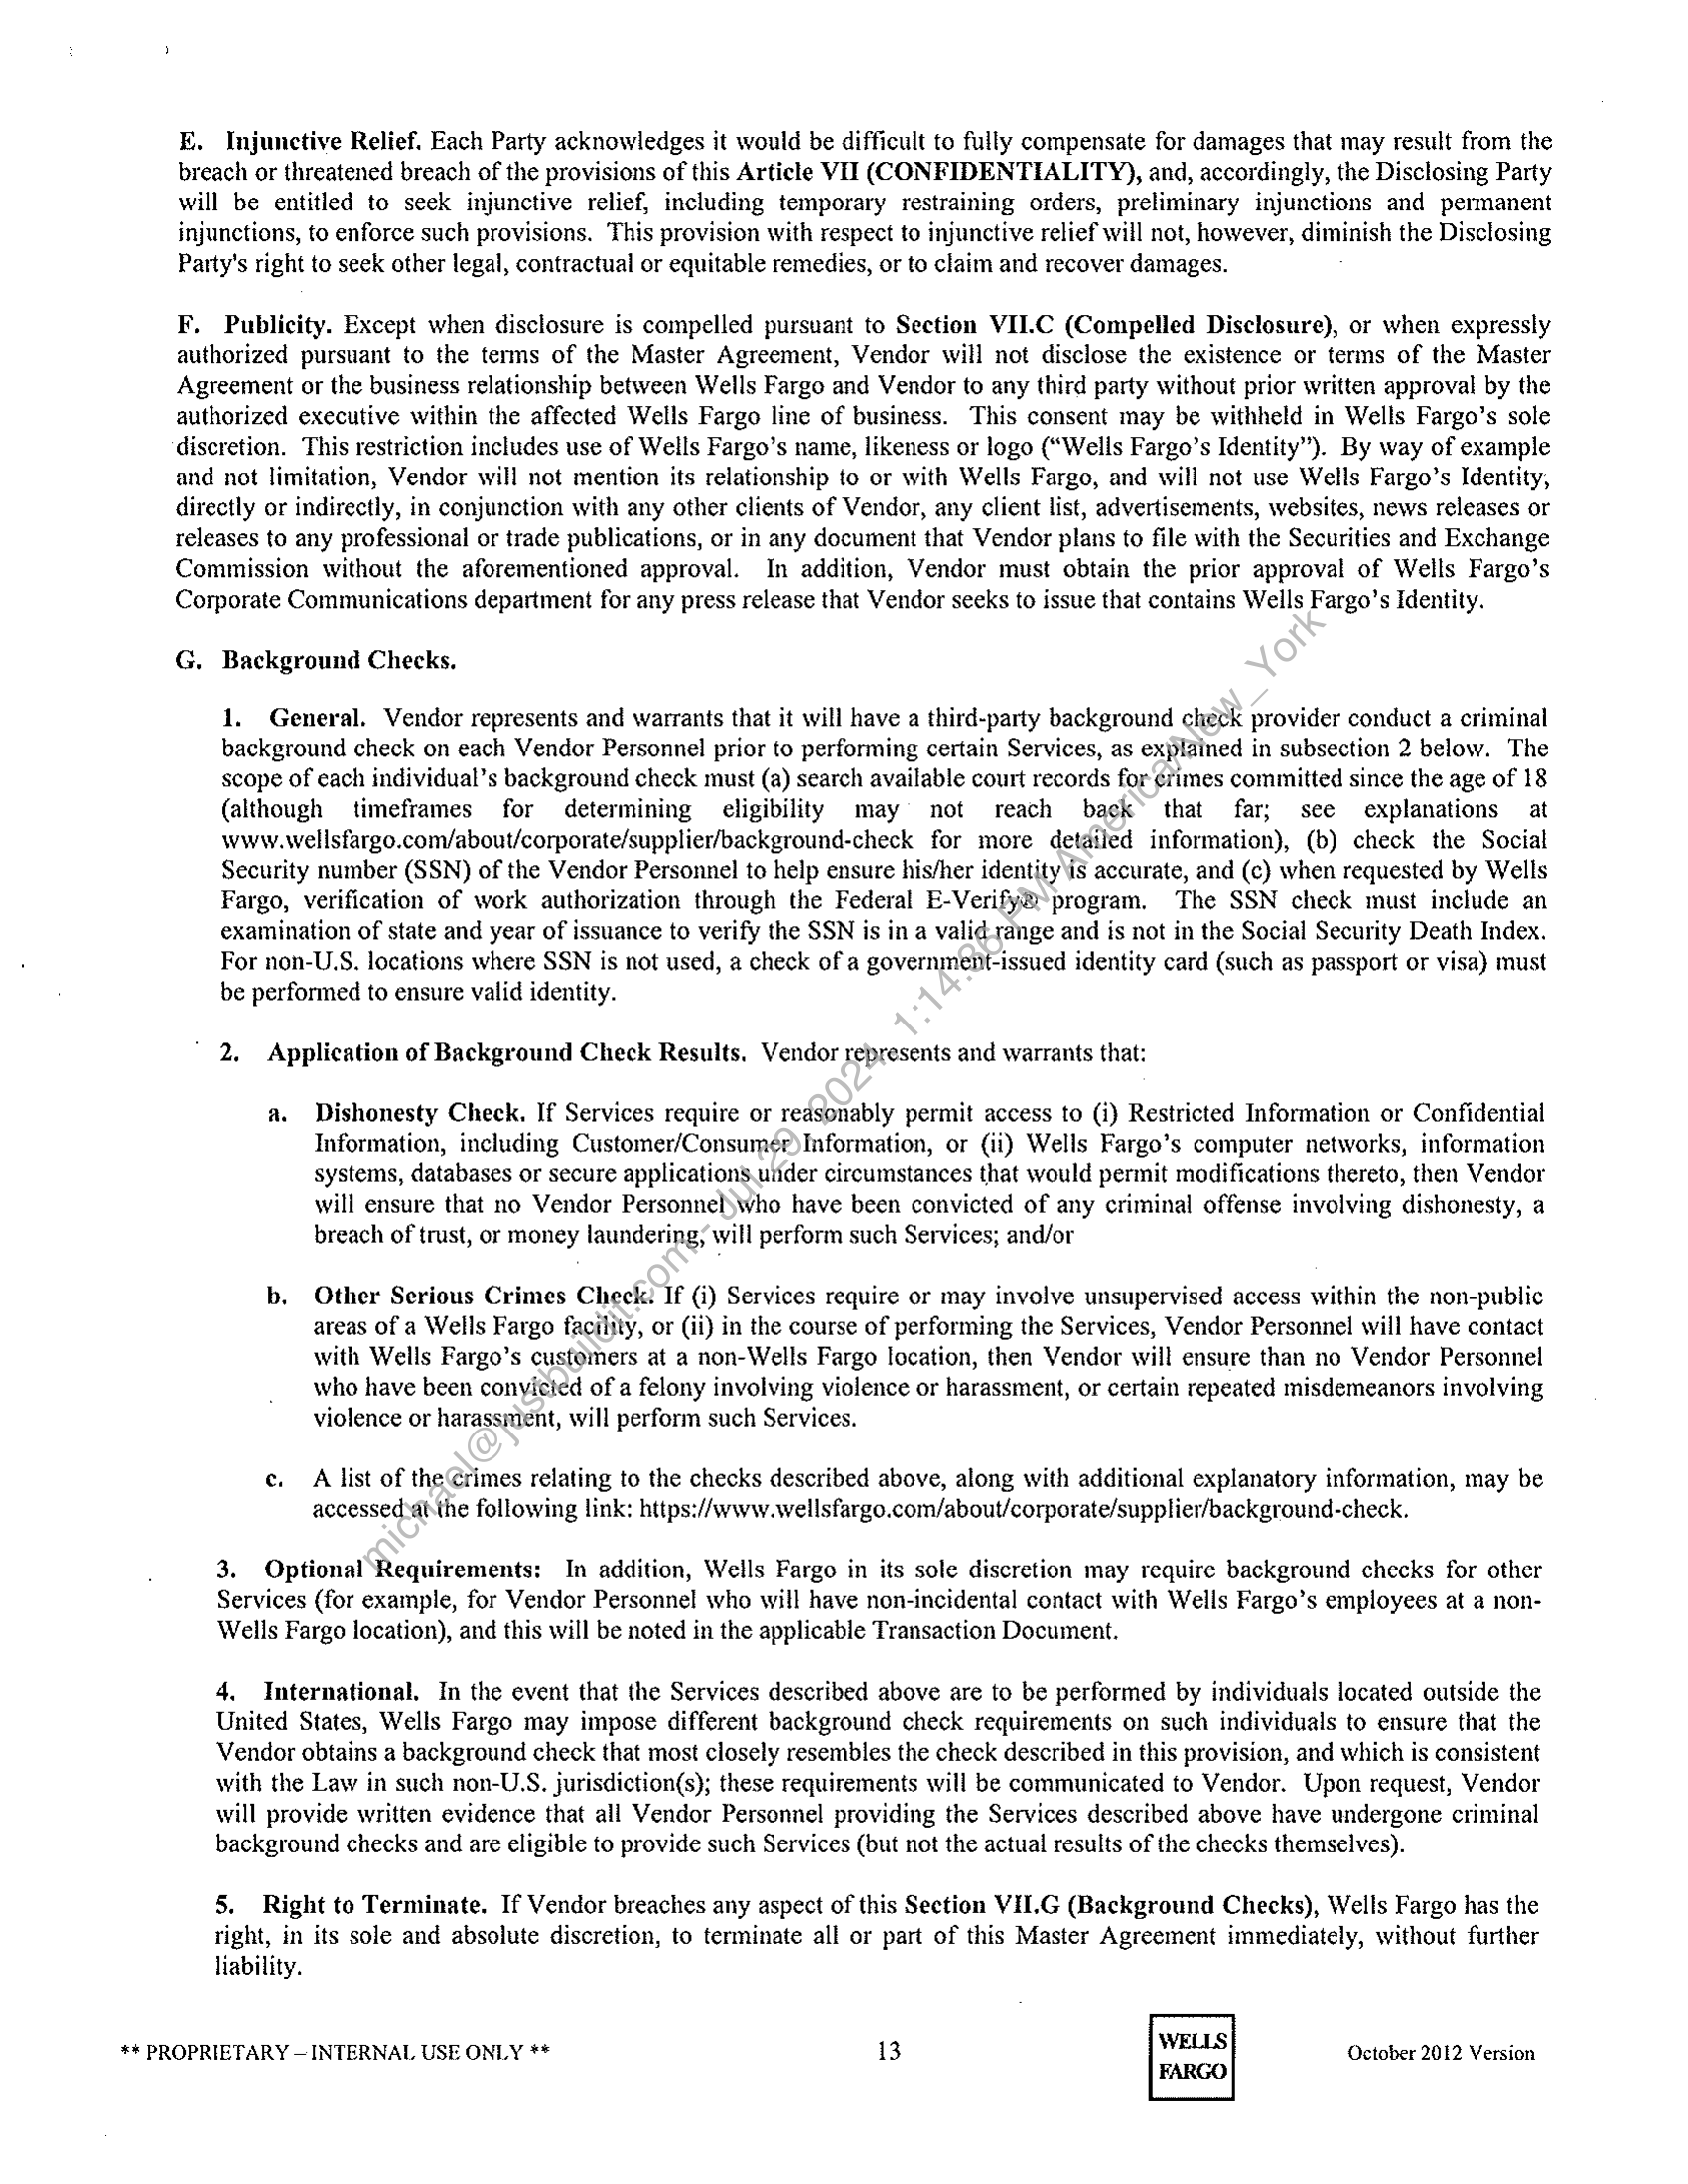 E. Injunctive Relief. Each Party acknowledges it would be difficult to fully compensate for damages that may result from the
breach or threatened breach of the provisions of this Article VII (CONFIDENTIALITY), and, accordingly, the Disclosing Party
will be entitled to seek injunctive relief, including temporary restraining orders, preliminary injunctions and permanent
injunctions, to enforce such provisions. This provision with respect to injunctive relief will not, however, diminish the Disclosing
Party's right to seek other legal, contractual or equitable remedies, or to claim and recover damages.
F. Publicity. Except when disclosure is compelled pursuant to Section VII.C (Compelled Disclosure), or when expressly
authorized pursuant to the terms of the Master Agreement, Vendor will not disclose the existence or terms of the Master
Agreement or the business relationship between Wells Fargo and Vendor to any third party without prior written approval by the
authorized executive within the affected Wells Fargo line of business. This consent may be withheld in Wells Fargo's sole
discretion. This restriction includes use of Wells Fargo's name, likeness or logo (“Wells Fargo's Identity”). By way of example
and not limitation, Vendor will not mention its relationship to or with Wells Fargo, and will not use Wells Fargo's Identity,
directly or indirectly, in conjunction with any other clients of Vendor, any client list, advertisements, websites, news releases or
releases to any professional or trade publications, or in any document that Vendor plans to file with the Securities and Exchange
Commission without the aforementioned approval. In addition, Vendor must obtain the prior approval of Wells Fargo's
Corporate Communications department for any press release that Vendor seeks to issue that contains Wells Fargo's Identity.
G. Background Checks.
1. General. Vendor represents and warrants that it will have a third-party background check provider conduct a criminal
background check on each Vendor Personnel prior to performing certain Services, as explained in subsection 2 below. The
scope of each individual's background check must (a) search available court records for crimes committed since the age of 18
(although timeframes for determining eligibility may not reach back that far; see explanations at
www.wellsfargo.com/about/corporate/supplier/background-check for more detailed information), (b) check the Social
Security number (SSN) of the Vendor Personnel to help ensure his/her identity is accurate, and (c) when requested by Wells
Fargo, verification of work authorization through the Federal E-Verify® program. The SSN check must include an
examination of state and year of issuance to verify the SSN is in a valid range and is not in the Social Security Death Index.
For non-U.S. locations where SSN is not used, a check of a government-issued identity card (such as passport or visa) must
be performed to ensure valid identity.
2. Application of Background Check Results. Vendor represents and warrants that:
a. Dishonesty Check. If Services require or reasonably permit access to (i) Restricted Information or Confidential
Information, including Customer/Consumer Information, or (ii) Wells Fargo's computer networks, information
systems, databases or secure applications under circumstances that would permit modifications thereto, then Vendor
will ensure that no Vendor Personnel who have been convicted of any criminal offense involving dishonesty, a
breach of trust, or money laundering, will perform such Services; and/or
b. Other Serious Crimes Check. If (i) Services require or may involve unsupervised access within the non-public
areas of a Wells Fargo facility, or (ii) in the course of performing the Services, Vendor Personnel will have contact
with Wells Fargo's customers at a non-Wells Fargo location, then Vendor will ensure than no Vendor Personnel
who have been convicted of a felony involving violence or harassment, or certain repeated misdemeanors involving
violence or harassment, will perform such Services.
c. A list of the crimes relating to the checks described above, along with additional explanatory information, may be
accessed at the following link: https://www.wellsfargo.com/about/corporate/supplier/background-check.
3. Optional Requirements: In addition, Wells Fargo in its sole discretion may require background checks for other
Services (for example, for Vendor Personnel who will have non-incidental contact with Wells Fargo's employees at a non-
Wells Fargo location), and this will be noted in the applicable Transaction Document.
4. International. In the event that the Services described above are to be performed by individuals located outside the
United States, Wells Fargo may impose different background check requirements on such individuals to ensure that the
Vendor obtains a background check that most closely resembles the check described in this provision, and which is consistent
with the Law in such non-U.S. jurisdiction(s); these requirements will be communicated to Vendor. Upon request, Vendor
will provide written evidence that all Vendor Personnel providing the Services described above have undergone criminal
background checks and are eligible to provide such Services (but not the actual results of the checks themselves).
5. Right to Terminate. If Vendor breaches any aspect of this Section VII.G (Background Checks), Wells Fargo has the
right, in its sole and absolute discretion, to terminate all or part of this Master Agreement immediately, without further
liability.
** PROPRIETARY – INTERNAL USE ONLY **
13
WELLS
FARGO
October 2012 Version
michael@justbuildit.com - Jul 29, 2024, 1:14:36 PM America/New_York